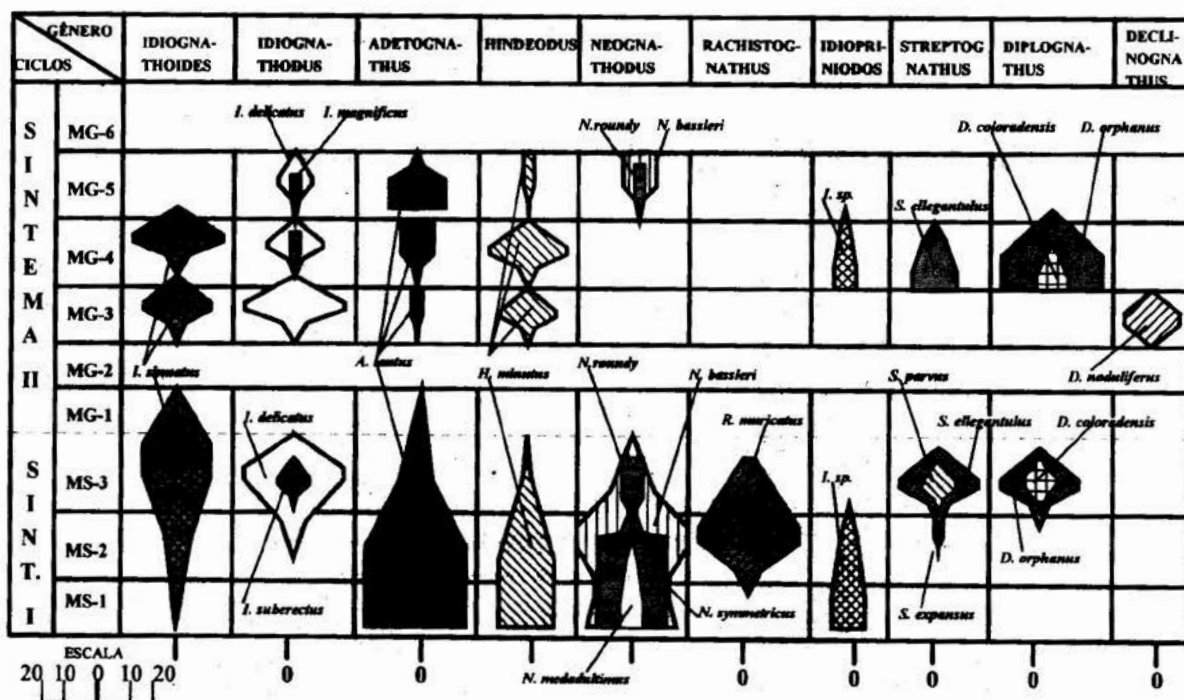 GÊNERO
CICLOS
IDIOGNA-
THOIDES
IDIOGNA-
THODUS
ADETOGNA-
THUS
HINDEODUS
NEOGNA-
THODUS
RACHISTOG-
NATHUS
IDIOPRI-
NIODOS
STREPTOG
NATHUS
DIPLOGNA-
THUS
DECLI-
NOGNA
THUS
SINTEMA II
SINT. I
MG-6
I. delicatus
I. magnificus
N.roundy
N. bassleri
D. coloradensis
D. orphanus
MG-5
I. sp.
S. ellegantulus
MG-4
MG-3
MG-2
I. sinuatus
A. lautus
H. minutus
N.roundy
N. bassleri
S. parvus
D. noduliferus
MG-1
I. delicatus
R. muricatus
S. ellegantulus
D. coloradensis
MS-3
I. sp.
MS-2
D. orphanus
MS-1
I. suberectus
N. symmetricus
S. expansus
ESCALA
20 10 0 10 20
0 0 0 0 0 0 0 0 0
N. medadultimus